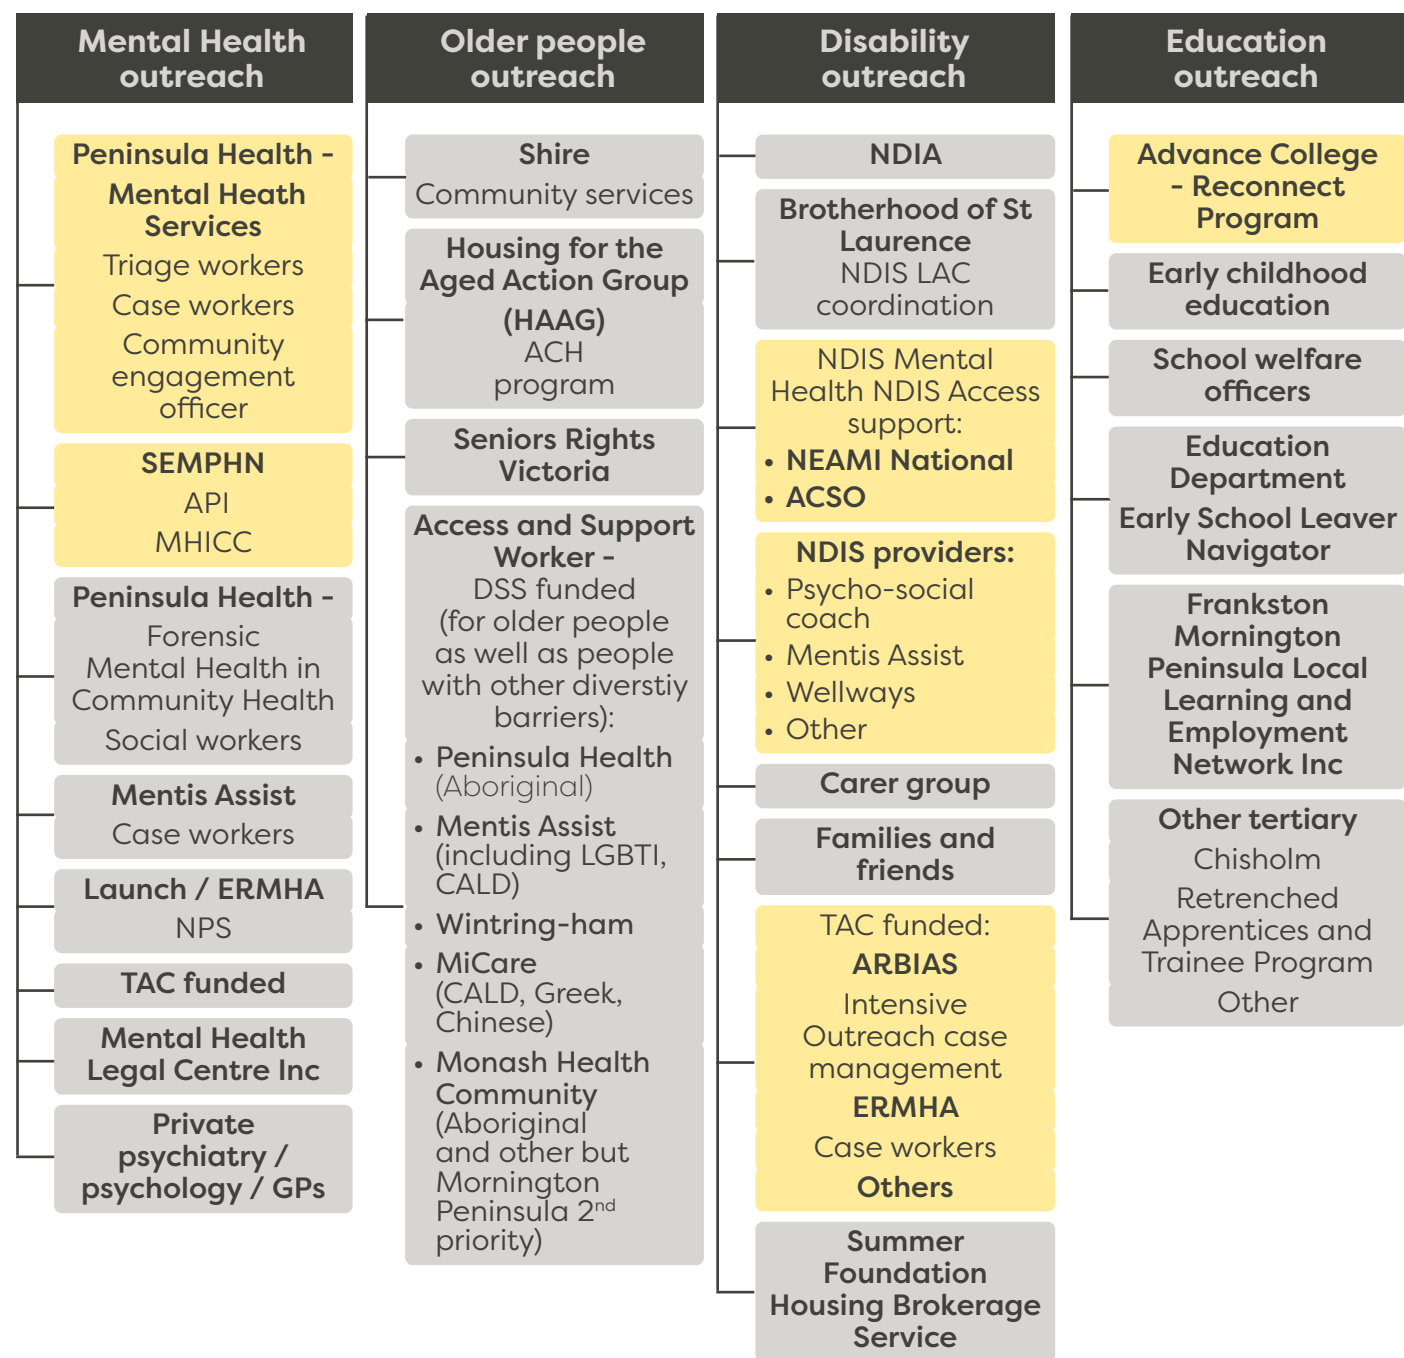 Mental Health
outreach
Peninsula Health -
Mental Heath
Services
Triage workers
Case workers
Community
engagement
officer
SEMPHN
API
MHICC
Peninsula Health -
Forensic
Mental Health in
Community Health
Social workers
Mentis Assist
Case workers
Launch / ERMHA
NPS
TAC funded
Mental Health
Legal Centre Inc
Private
psychiatry /
psychology / GPs
Older people
outreach
Shire
Community services
Housing for the
Aged Action Group
(HAAG)
ACH
program
Seniors Rights
Victoria
Access and Support
Worker -
DSS funded
(for older people
as well as people
with other diverstiy
barriers):
• Peninsula Health
(Aboriginal)
• Mentis Assist
(including LGBTI,
CALD)
• Wintring-ham
• MiCare
(CALD, Greek,
Chinese)
• Monash Health
Community
(Aboriginal
and other but
Mornington
Peninsula 2nd
priority)
Disability
outreach
NDIA
Brotherhood of St
Laurence
NDIS LAC
coordination
NDIS Mental
Health NDIS Access
support:
• NEAMI National
• ACSO
NDIS providers:
• Psycho-social
coach
• Mentis Assist
• Wellways
• Other
Carer group
Families and
friends
TAC funded:
ARBIAS
Intensive
Outreach case
management
ERMHA
Case workers
Others
Summer
Foundation
Housing Brokerage
Service
Education
outreach
Advance College
- Reconnect
Program
Early childhood
education
School welfare
officers
Education
Department
Early School Leaver
Navigator
Frankston
Mornington
Peninsula Local
Learning and
Employment
Network Inc
Other tertiary
Chisholm
Retrenched
Apprentices and
Trainee Program
Other